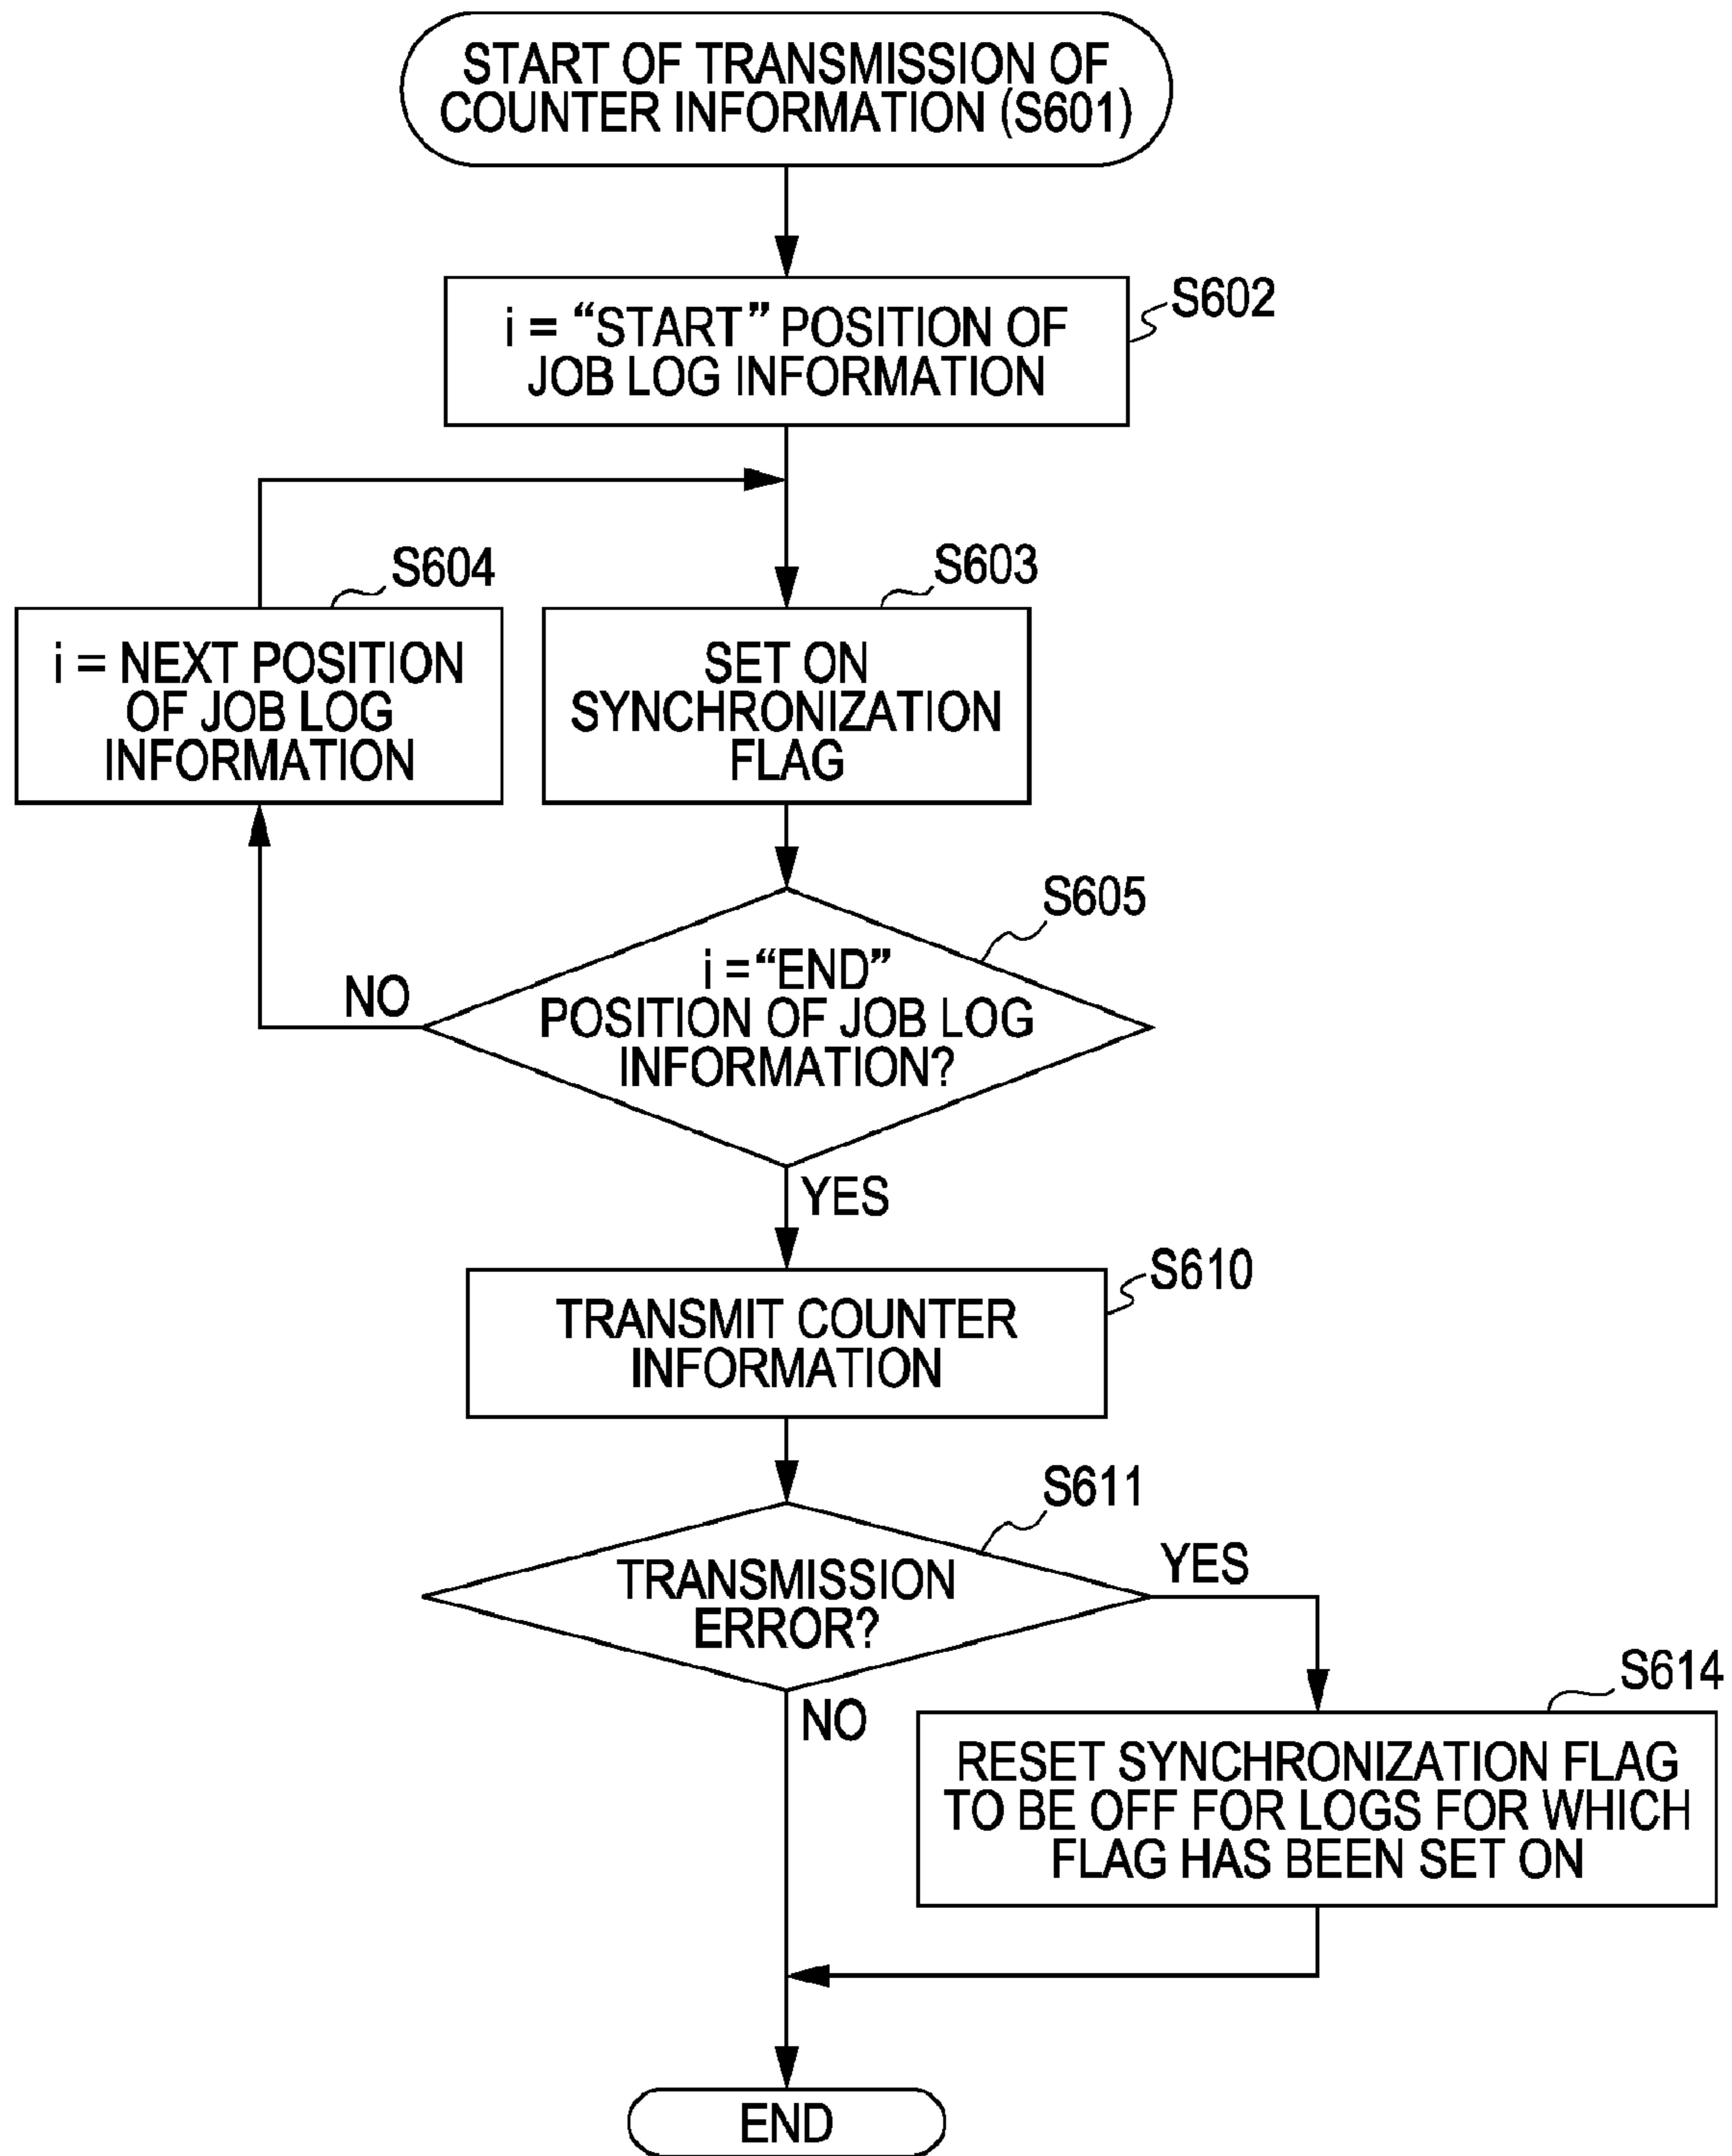 START OF TRANSMISSION OF
COUNTER INFORMATION (S601)
i = “START” POSITION OF
JOB LOG INFORMATION
S602
S604
i = NEXT POSITION
OF JOB LOG
INFORMATION
S603
SET ON
SYNCHRONIZATION
FLAG
S605
i = “END”
POSITION OF JOB LOG
INFORMATION?
NO
YES
S610
TRANSMIT COUNTER
INFORMATION
S611
TRANSMISSION
ERROR?
YES
NO
S614
RESET SYNCHRONIZATION FLAG
TO BE OFF FOR LOGS FOR WHICH
FLAG HAS BEEN SET ON
END